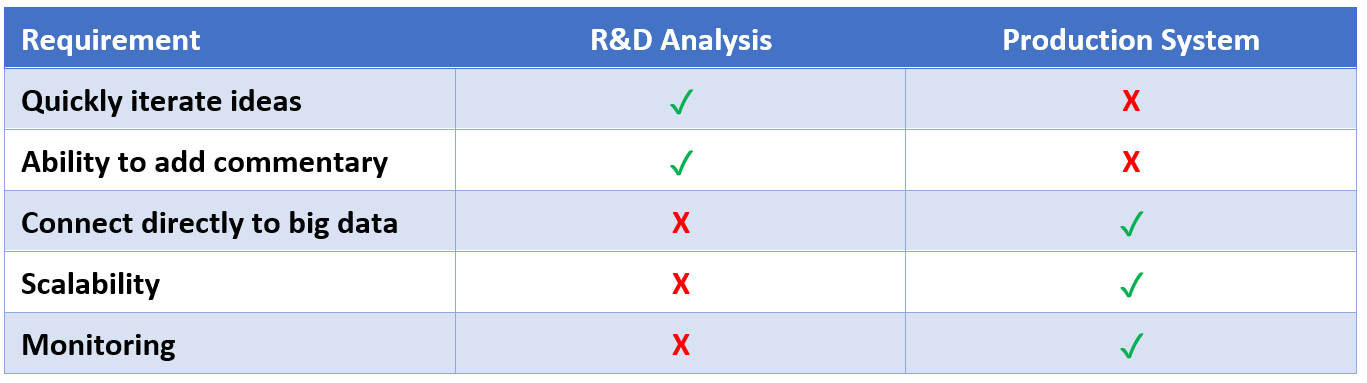 Requirement R&D Analysis Production System
Quickly iterate ideas ✓ X
Ability to add commentary ✓ X
Connect directly to big data X ✓
Scalability X ✓
Monitoring X ✓